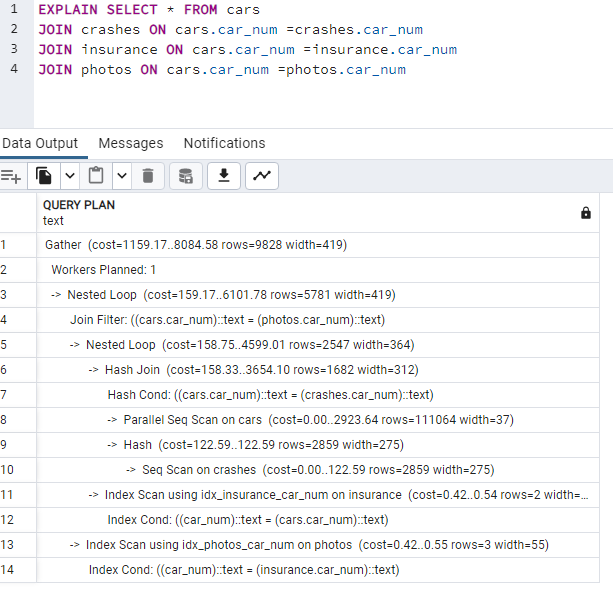 1 EXPLAIN SELECT * FROM cars
2 JOIN crashes ON cars.car_num =crashes.car_num
3 JOIN insurance ON cars.car_num =insurance.car_num
4 JOIN photos ON cars.car_num =photos.car_num
Data Output Messages Notifications
QUERY PLAN
text
1 Gather (cost=1159.17..8084.58 rows=9828 width=419)
2 Workers Planned: 1
3 -> Nested Loop (cost=159.17..6101.78 rows=5781 width=419)
4 Join Filter: ((cars.car_num)::text = (photos.car_num)::text)
5 -> Nested Loop (cost=158.75..4599.01 rows=2547 width=364)
6 -> Hash Join (cost=158.33..3654.10 rows=1682 width=312)
7 Hash Cond: ((cars.car_num)::text = (crashes.car_num)::text)
8 -> Parallel Seq Scan on cars (cost=0.00..2923.64 rows=111064 width=37)
9 -> Hash (cost=122.59..122.59 rows=2859 width=275)
10 -> Seq Scan on crashes (cost=0.00..122.59 rows=2859 width=275)
11 -> Index Scan using idx_insurance_car_num on insurance (cost=0.42..0.54 rows=2 width=...
12 Index Cond: ((car_num)::text = (cars.car_num)::text)
13 -> Index Scan using idx_photos_car_num on photos (cost=0.42..0.55 rows=3 width=55)
14 Index Cond: ((car_num)::text = (insurance.car_num)::text)